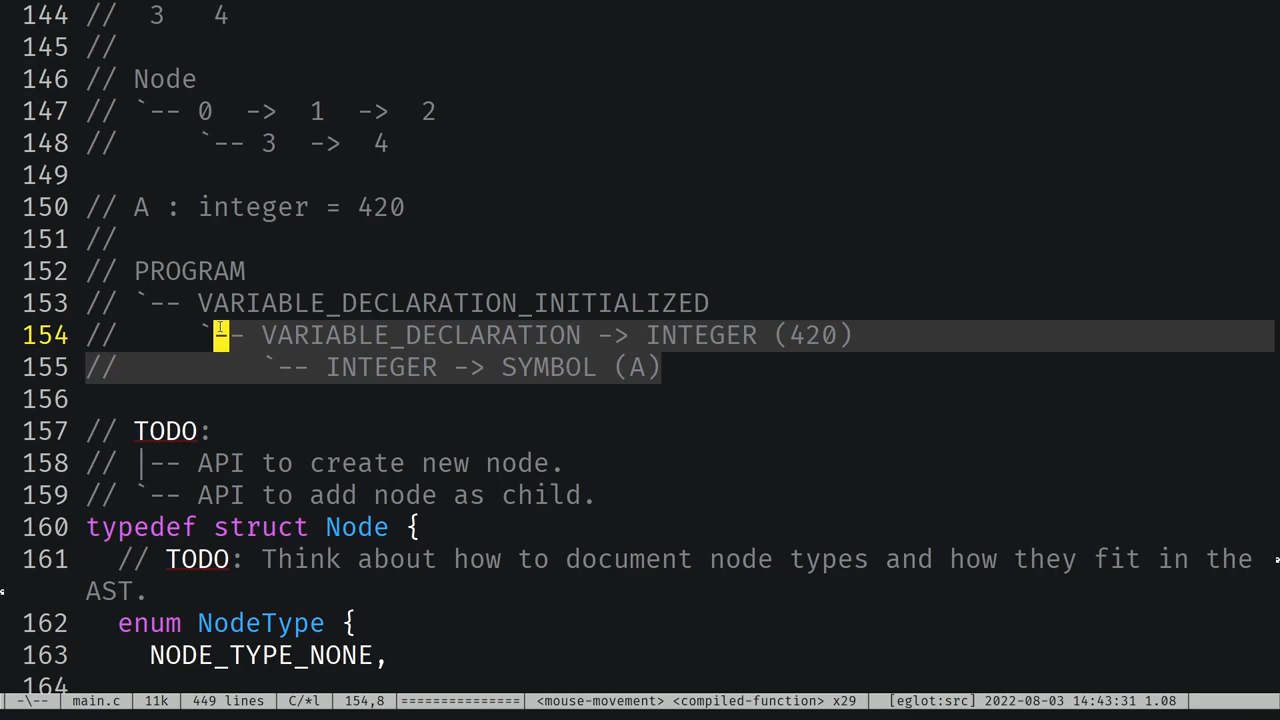 144 //  3   4
145 //
146 // Node
147 // `-- 0  ->  1  ->  2
148 //     `-- 3  ->  4
149
150 // A : integer = 420
151 //
152 // PROGRAM
153 // `-- VARIABLE_DECLARATION_INITIALIZED
154 //     `-- VARIABLE_DECLARATION -> INTEGER (420)
155 //         `-- INTEGER -> SYMBOL (A)
156
157 // TODO:
158 // |-- API to create new node.
159 // `-- API to add node as child.
160 typedef struct Node {
161   // TODO: Think about how to document node types and how they fit in the
AST.
162   enum NodeType {
163     NODE_TYPE_NONE,
164
-\-- main.c 11k 449 lines C/*l 154,8 =============== <mouse-movement> <compiled-function> x29 [eglot:src] 2022-08-03 14:43:31 1.08